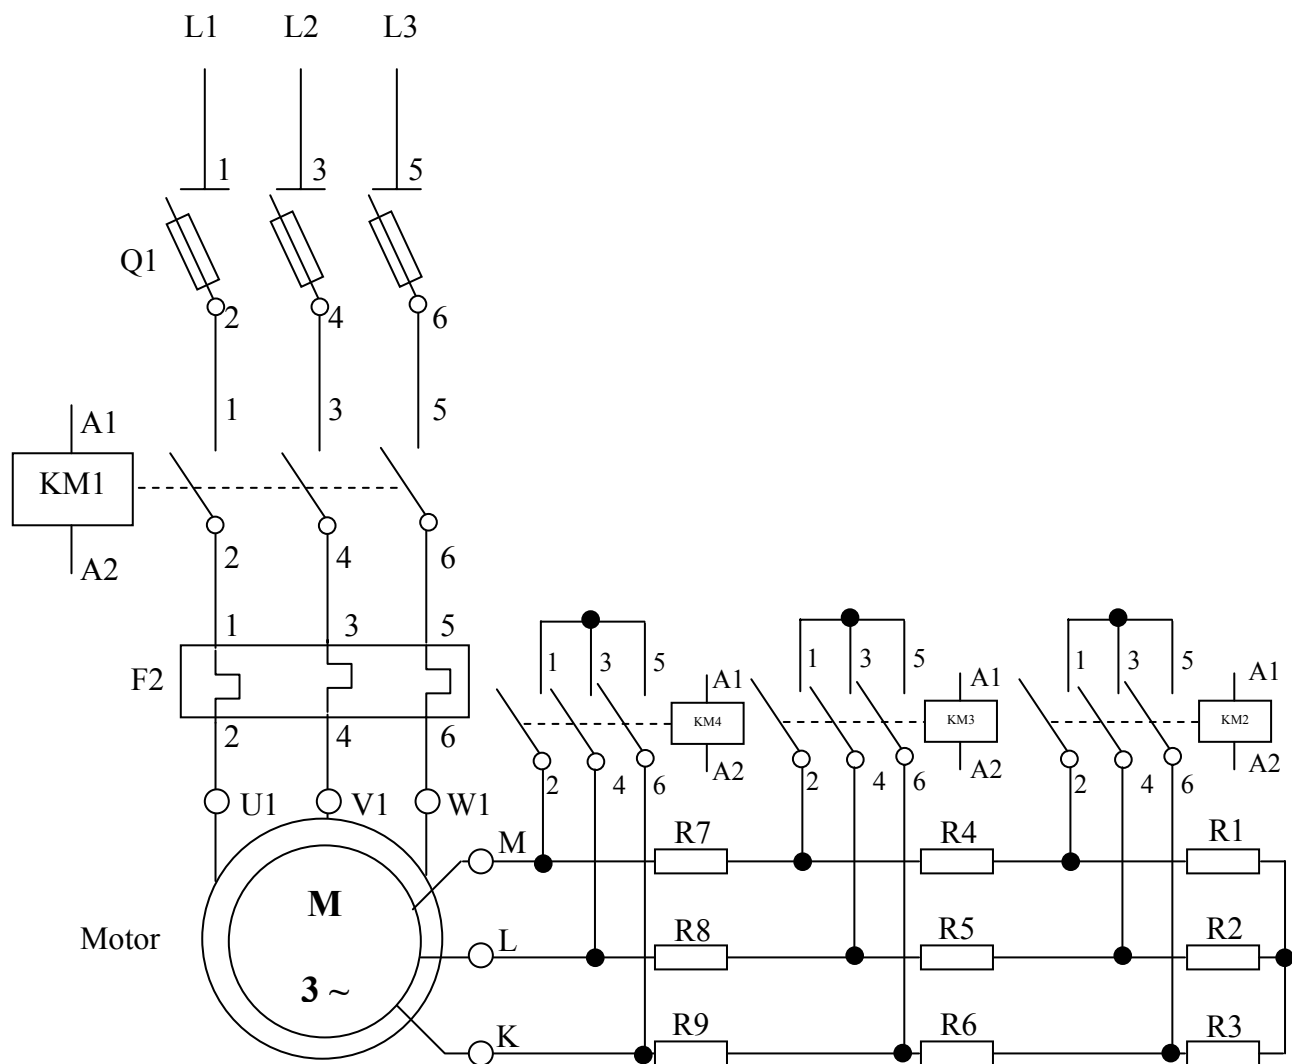 L1 L2 L3
1 3 5
Q1
2 4 6
1 3 5
A1
KM1
2 4 6
A2
1 3 5
F2
2 4 6
1 3 5 A1 1 3 5 A1 1 3 5 A1
KM4 KM3 KM2
2 4 6 A2 2 4 6 A2 2 4 6 A2
U1 V1 W1
M R7 R4 R1
M
Motor L R8 R5 R2
3 ~
K R9 R6 R3